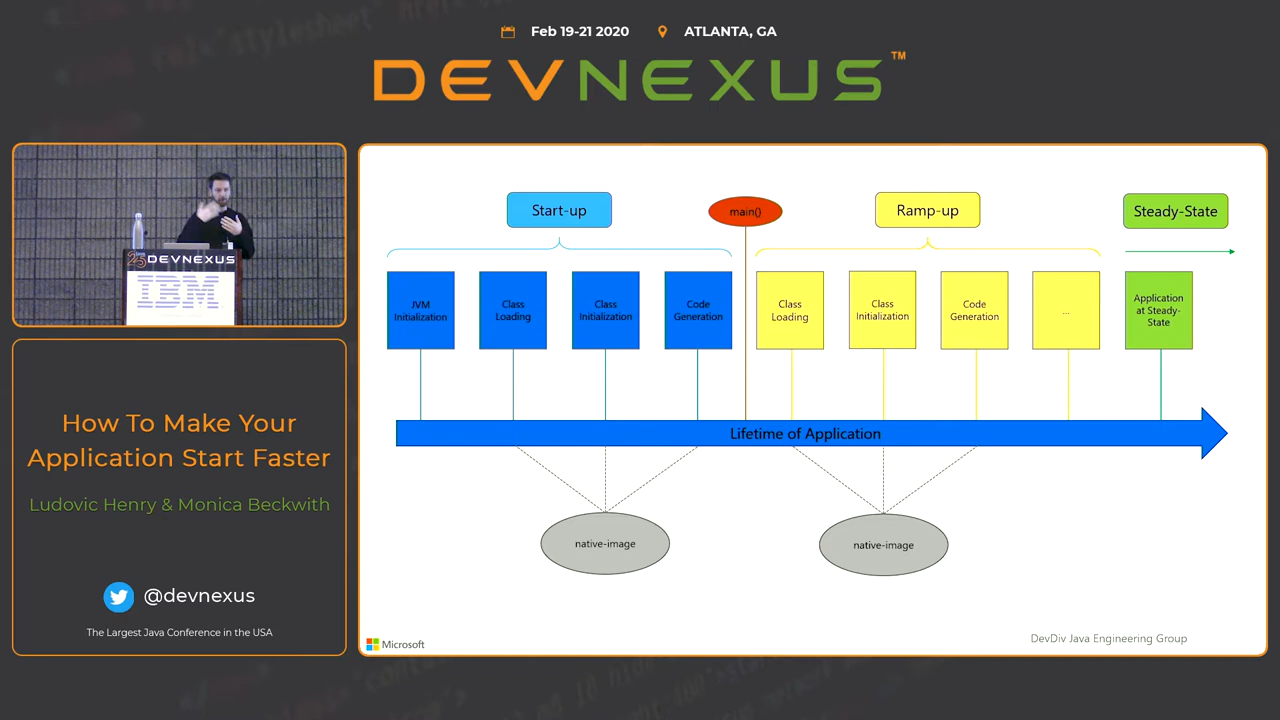 Feb 19-21 2020
ATLANTA, GA
DEVNEXUS™
25 DEVNEXUS
IBM
How To Make Your
Application Start Faster
Ludovic Henry & Monica Beckwith
@devnexus
The Largest Java Conference in the USA
Start-up
main()
Ramp-up
Steady-State
JVM
Initialization
Class
Loading
Class
Initialization
Code
Generation
Class
Loading
Class
Initialization
Code
Generation
...
Application
at Steady-
State
Lifetime of Application
native-image
native-image
Microsoft
DevDiv Java Engineering Group